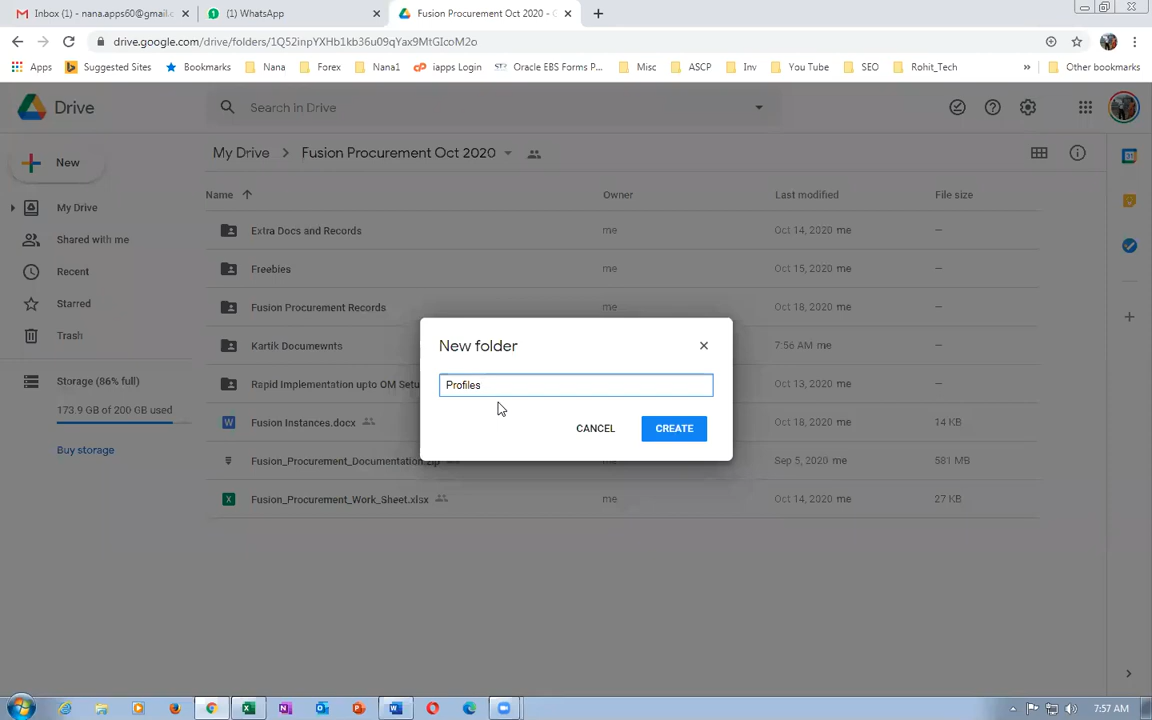 Inbox (1) - nana.apps60@gmail.c
(1) WhatsApp
Fusion Procurement Oct 2020 - G
drive.google.com/drive/folders/1Q52inpYXHb1kb36u09qYax9MtGIcoM2o
Apps
Suggested Sites
Bookmarks
Nana
Forex
Nana1
iapps Login
Oracle EBS Forms P...
Misc
ASCP
Inv
You Tube
SEO
Rohit_Tech
»
Other bookmarks
Drive
Search in Drive
New
My Drive
Fusion Procurement Oct 2020
Name
Owner
Last modified
File size
My Drive
Shared with me
Recent
Starred
Trash
Storage (86% full)
173.9 GB of 200 GB used
Buy storage
Extra Docs and Records
me
Oct 14, 2020 me
—
Freebies
me
Oct 15, 2020 me
—
Fusion Procurement Records
me
Oct 18, 2020 me
—
Kartik Documewnts
7:56 AM me
—
Rapid Implementation upto OM Setu
Oct 13, 2020 me
—
Fusion Instances.docx
Oct 18, 2020 me
14 KB
Fusion_Procurement_Documentation.zip
me
Sep 5, 2020 me
581 MB
Fusion_Procurement_Work_Sheet.xlsx
me
Oct 14, 2020 me
27 KB
New folder
Profiles
CANCEL
CREATE
7:57 AM